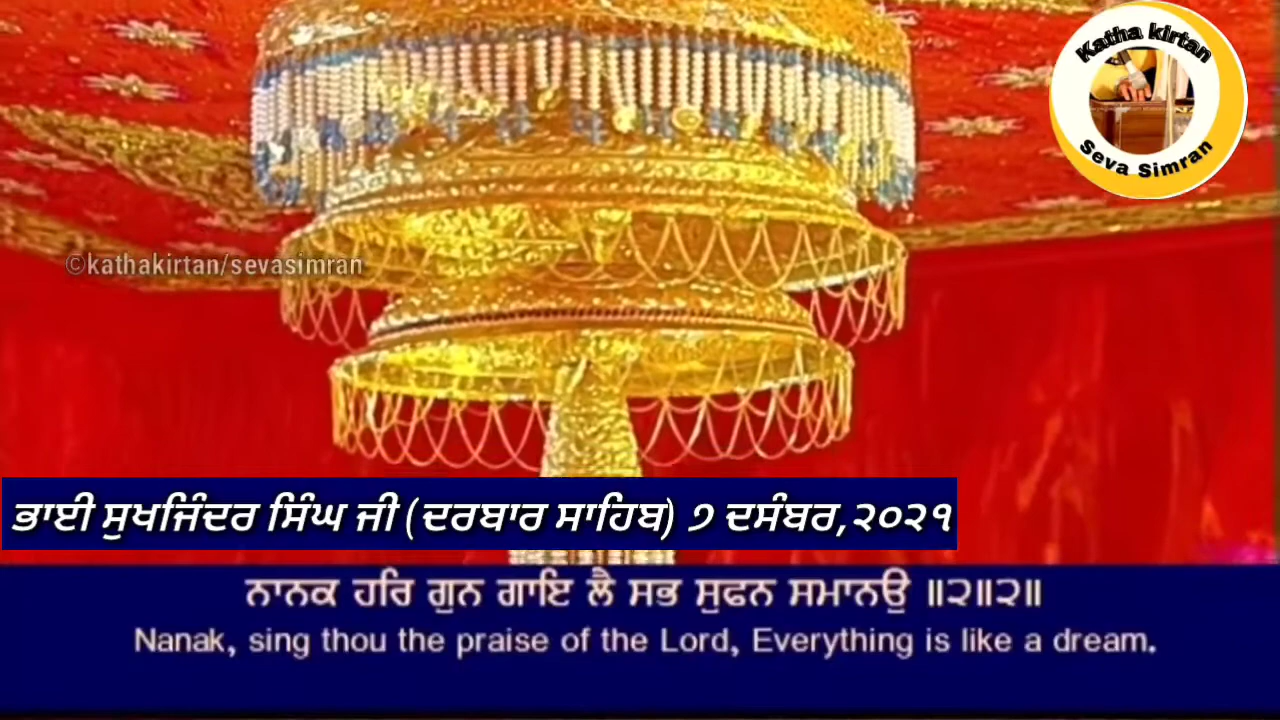 Katha kirtan
Seva Simran
©kathakirtan/sevasimran
ਭਾਈ ਸੁਖਜਿੰਦਰ ਸਿੰਘ ਜੀ (ਦਰਬਾਰ ਸਾਹਿਬ) ੭ ਦਸੰਬਰ,੨੦੨੧
ਨਾਨਕ ਹਰਿ ਗੁਨ ਗਾਇ ਲੈ ਸਭ ਸੁਫਨ ਸਮਾਨਉ ॥੨॥੨॥
Nanak, sing thou the praise of the Lord, Everything is like a dream.